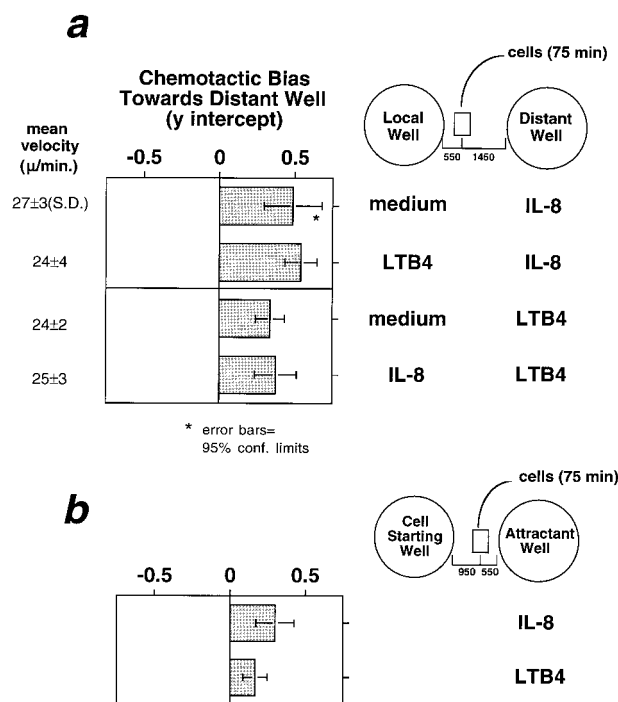 a
cells (75 min)
Chemotactic Bias
Towards Distant Well
(y intercept)
mean
velocity
(μ/min.)
-0.5 0 0.5
Local
Well
Distant
Well
550 1460
27±3(S.D.) * medium IL-8
24±4 LTB4 IL-8
24±2 medium LTB4
25±3 IL-8 LTB4
* error bars=
95% conf. limits
b
cells (75 min)
Cell
Starting
Well
Attractant
Well
950 550
-0.5 0 0.5
IL-8
LTB4